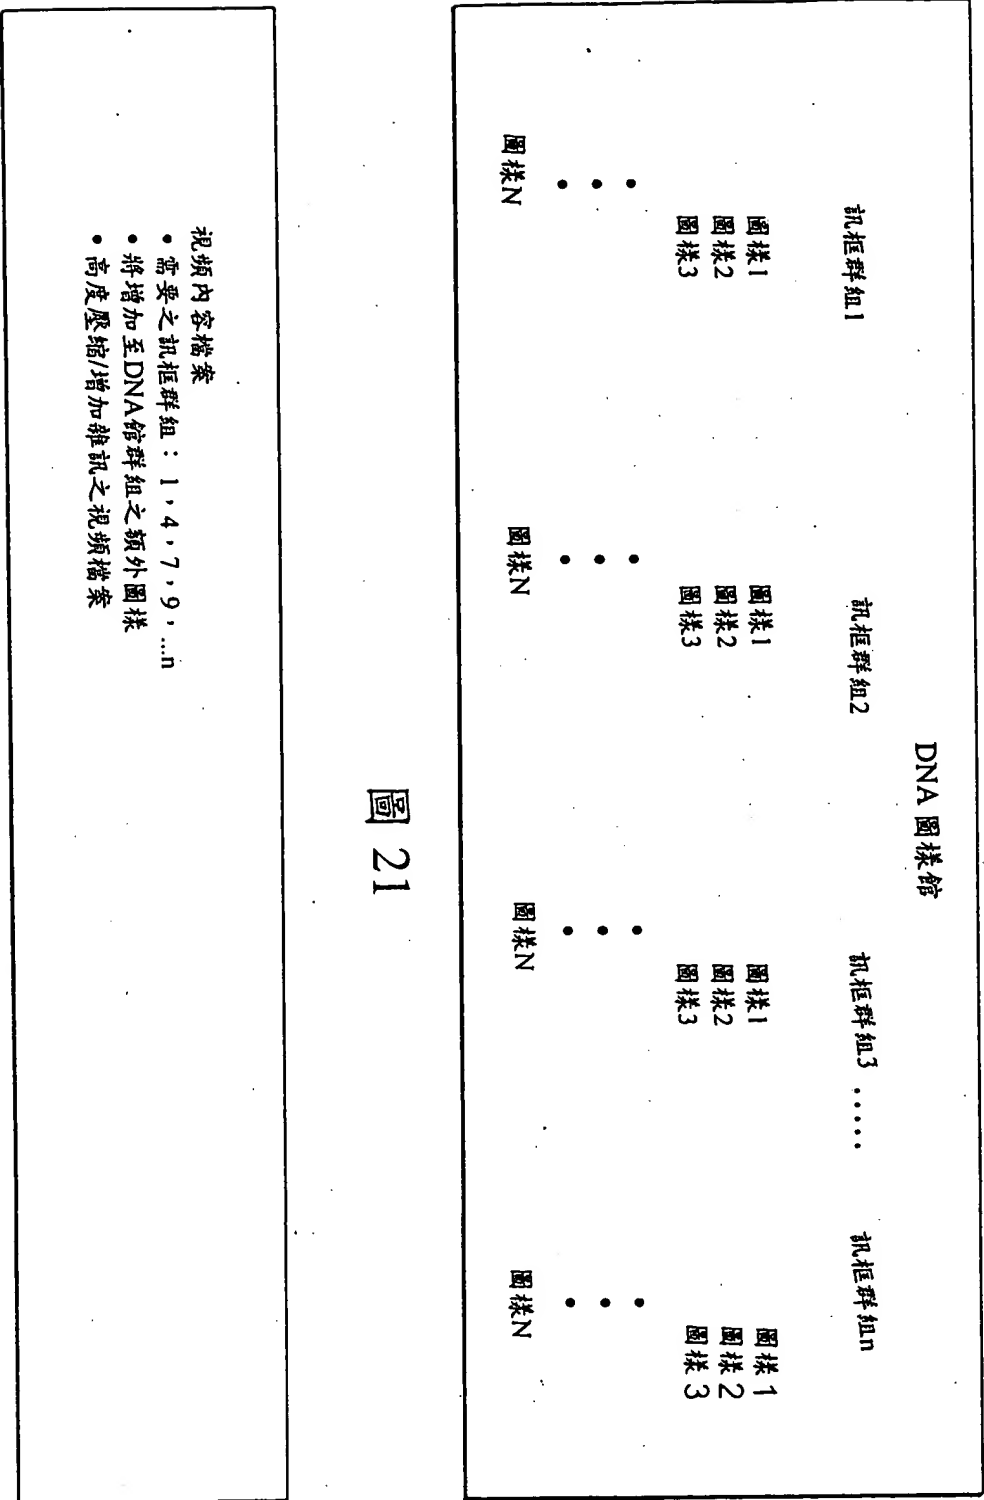 DNA 圖樣館
訊框群組1
訊框群組2
訊框群組3 ·····
訊框群組n
圖樣1
圖樣2
圖樣3
圖樣N
圖樣1
圖樣2
圖樣3
圖樣N
圖樣1
圖樣2
圖樣3
圖樣N
圖樣 1
圖樣 2
圖樣 3
圖樣N
圖 21
視頻內容檔案
• 需要之訊框群組：1，4，7，9，....n
• 將增加至DNA館群組之額外圖樣
• 高度壓縮/增加雜訊之視頻檔案